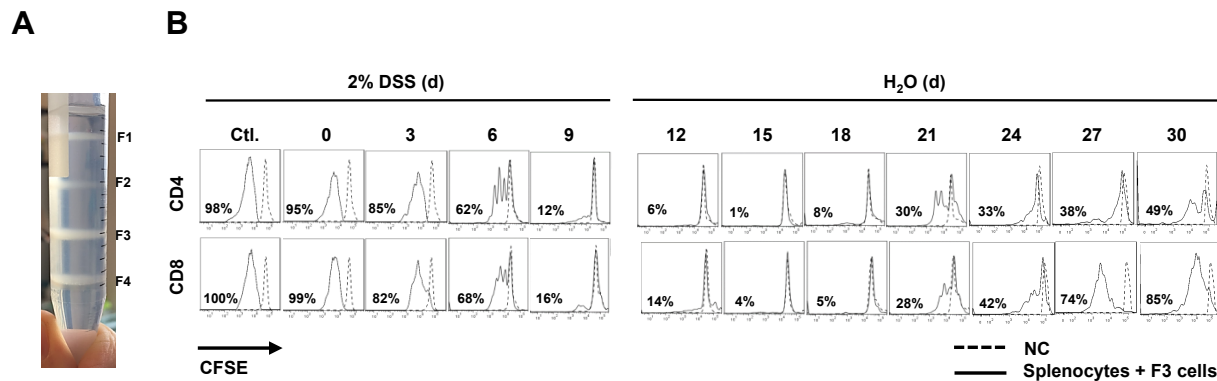 A
B
2% DSS (d)
H2O (d)
Ctl. 0 3 6 9 12 15 18 21 24 27 30
F1
F2
F3
F4
CD4
98% 95% 85% 62% 12% 6% 1% 8% 30% 33% 38% 49%
CD8
100% 99% 82% 68% 16% 14% 4% 5% 28% 42% 74% 85%
CFSE
NC
Splenocytes + F3 cells